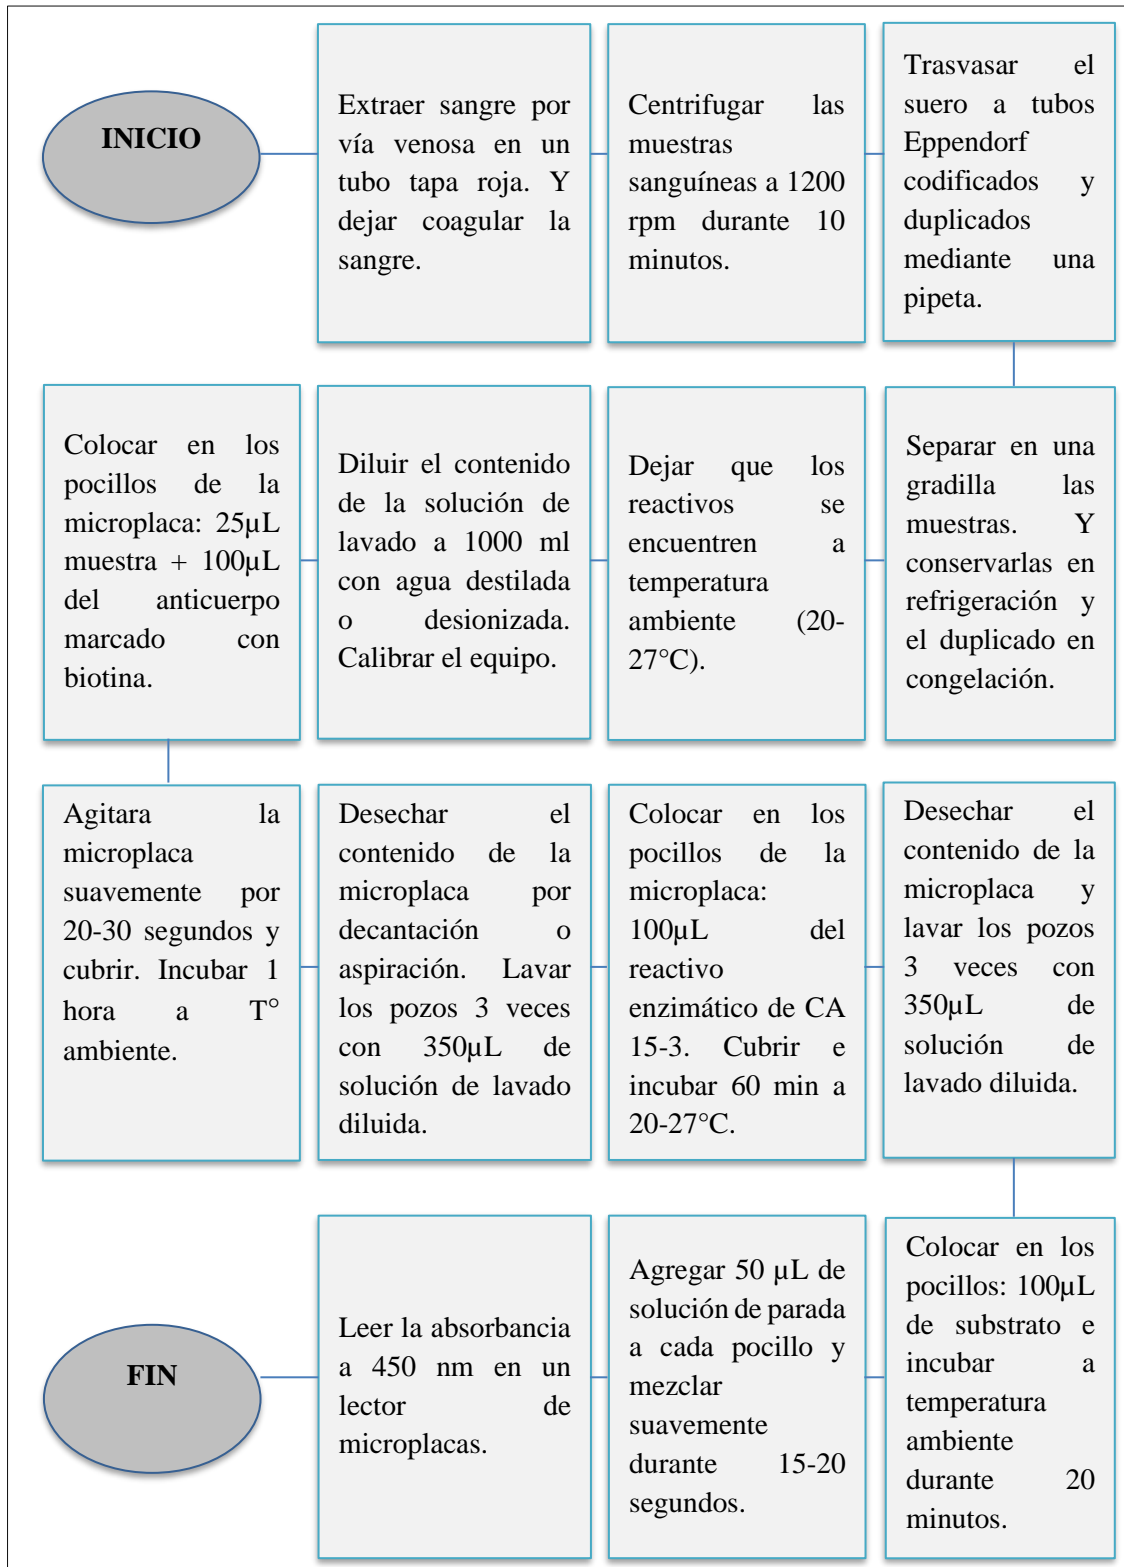 INICIO
Extraer sangre por
vía venosa en un
tubo tapa roja. Y
dejar coagular la
sangre.
Centrifugar las
muestras
sanguíneas a 1200
rpm durante 10
minutos.
Trasvasar el
suero a tubos
Eppendorf
codificados y
duplicados
mediante una
pipeta.
Separar en una
gradilla las
muestras. Y
conservarlas en
refrigeración y
el duplicado en
congelación.
Dejar que los
reactivos se
encuentren a
temperatura
ambiente (20-
27°C).
Diluir el contenido
de la solución de
lavado a 1000 ml
con agua destilada
o desionizada.
Calibrar el equipo.
Colocar en los
pocillos de la
microplaca: 25µL
muestra + 100µL
del anticuerpo
marcado con
biotina.
Agitara la
microplaca
suavemente por
20-30 segundos y
cubrir. Incubar 1
hora a T°
ambiente.
Desechar el
contenido de la
microplaca por
decantación o
aspiración. Lavar
los pozos 3 veces
con 350µL de
solución de lavado
diluida.
Colocar en los
pocillos de la
microplaca:
100µL del
reactivo
enzimático de CA
15-3. Cubrir e
incubar 60 min a
20-27°C.
Desechar el
contenido de la
microplaca y
lavar los pozos
3 veces con
350µL de
solución de
lavado diluida.
Colocar en los
pocillos: 100µL
de substrato e
incubar a
temperatura
ambiente
durante 20
minutos.
Agregar 50 µL de
solución de parada
a cada pocillo y
mezclar
suavemente
durante 15-20
segundos.
Leer la absorbancia
a 450 nm en un
lector de
microplacas.
FIN